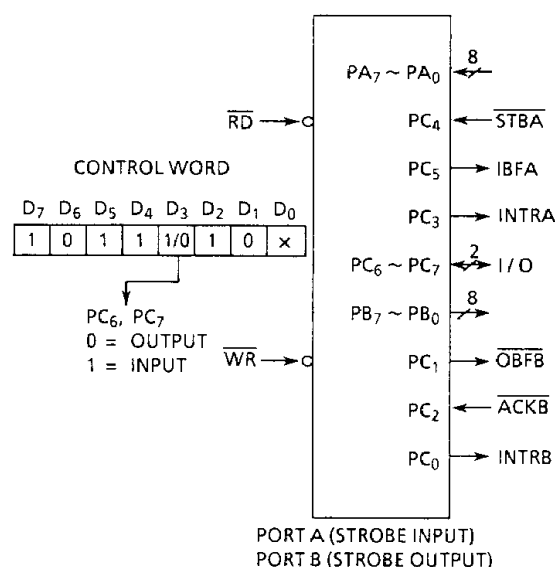 PA7 ~ PA0 8
RD PC4 STBA
CONTROL WORD PC5 IBFA
D7 D6 D5 D4 D3 D2 D1 D0 PC3 INTRA
1 0 1 1 1/0 1 0 ×
PC6 ~ PC7 2 I/O
PC6, PC7
0 = OUTPUT
1 = INPUT
PB7 ~ PB0 8
WR PC1 OBFB
PC2 ACKB
PC0 INTRB
PORT A (STROBE INPUT)
PORT B (STROBE OUTPUT)